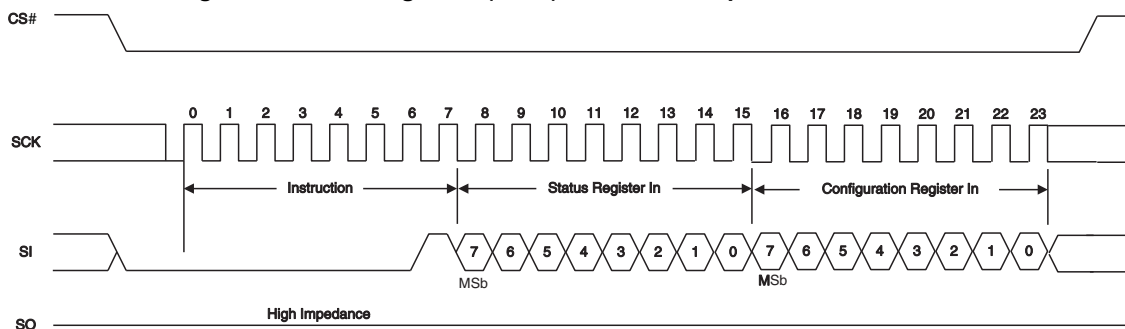 CS#
0 1 2 3 4 5 6 7 8 9 10 11 12 13 14 15 16 17 18 19 20 21 22 23
SCK
Instruction Status Register In Configuration Register In
SI 7 6 5 4 3 2 1 0 7 6 5 4 3 2 1 0
MSb MSb
High Impedance
SO